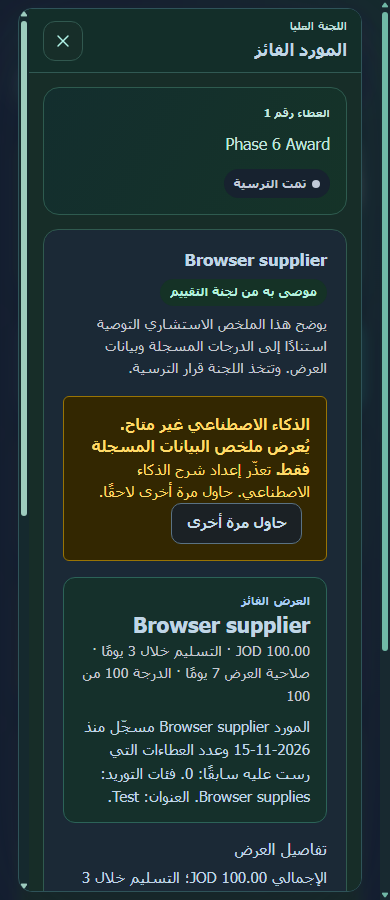 اللجنة العليا
المورد الفائز
العطاء رقم 1
Phase 6 Award
تمت الترسية
Browser supplier
موصى به من لجنة التقييم
يوضح هذا الملخص الاستشاري التوصية
استنادًا إلى الدرجات المسجلة وبيانات
العرض. وتتخذ اللجنة قرار الترسية.
الذكاء الاصطناعي غير متاح.
يُعرض ملخص البيانات المسجلة
فقط. تعذّر إعداد شرح الذكاء
الاصطناعي. حاول مرة أخرى لاحقًا.
حاول مرة أخرى
العرض الفائز
Browser supplier
JOD 100.00 · التسليم خلال 3 يومًا ·
صلاحية العرض 7 يومًا · الدرجة 100 من
100
المورد Browser supplier مسجّل منذ
2026-11-15 وعدد العطاءات التي
رست عليه سابقًا: 0. فئات التوريد:
Browser supplies. العنوان: Test.
تفاصيل العرض
الإجمالي JOD 100.00؛ التسليم خلال 3